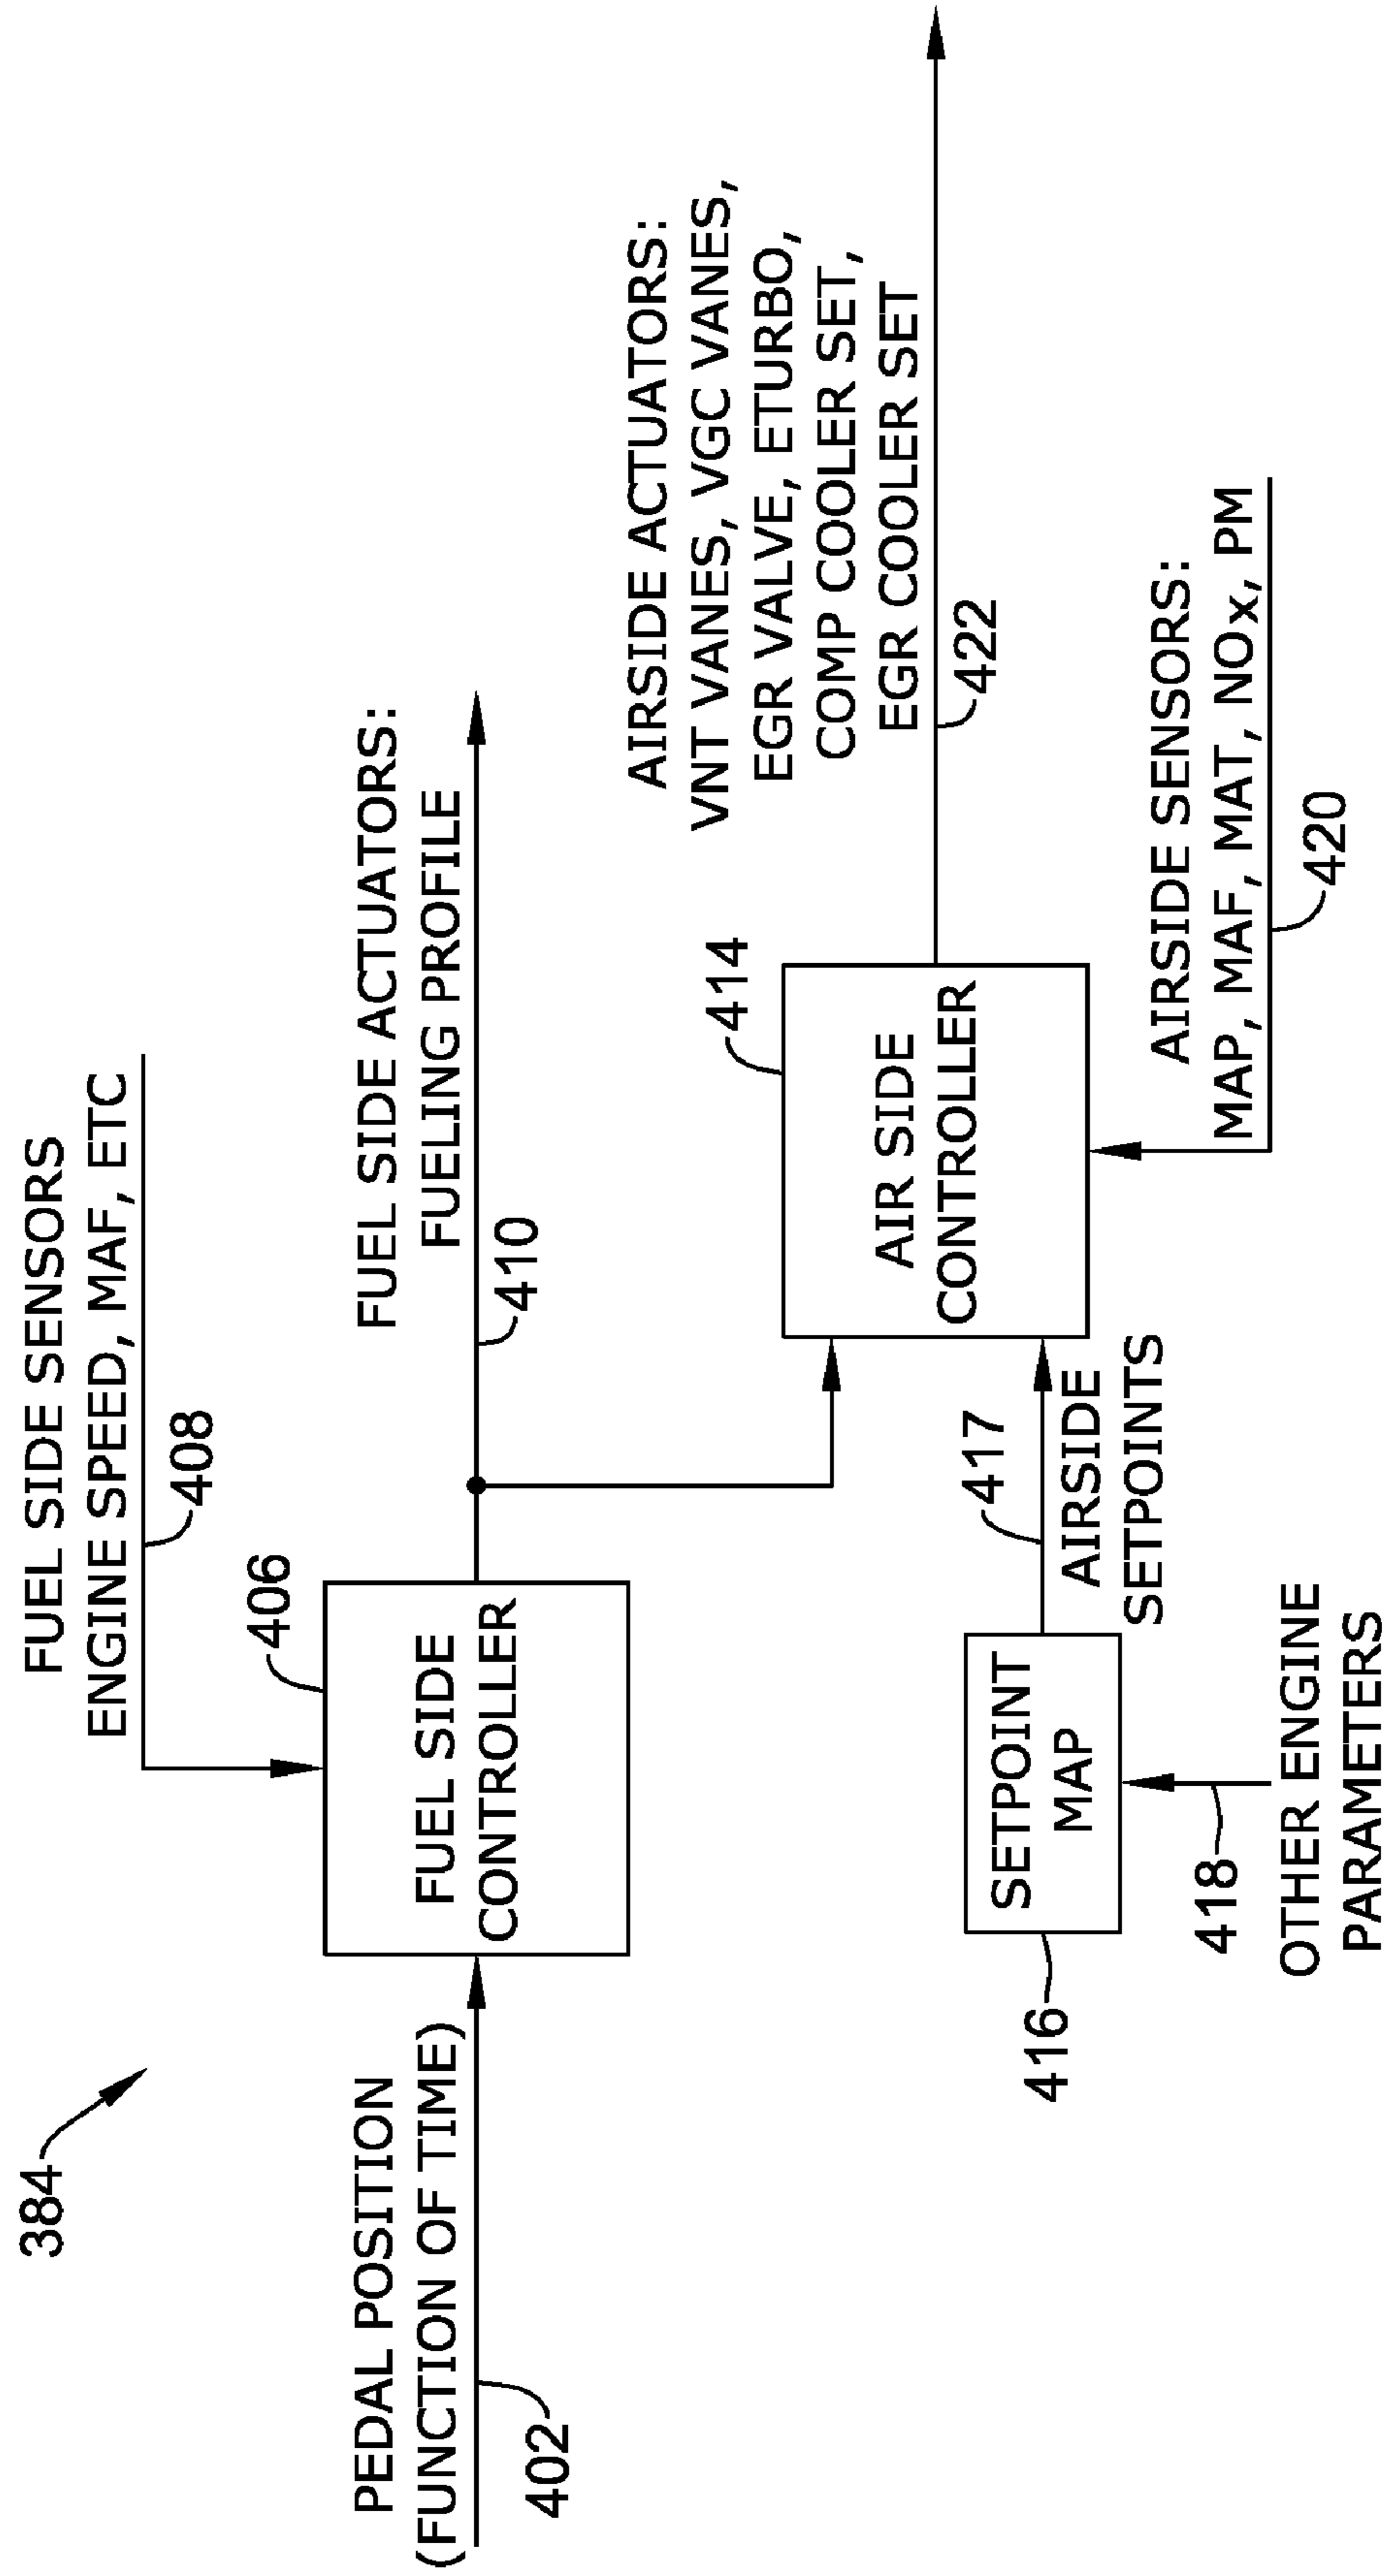 384
FUEL SIDE SENSORS
ENGINE SPEED, MAF, ETC
408
406
PEDAL POSITION
(FUNCTION OF TIME)
402
FUEL SIDE
CONTROLLER
FUEL SIDE ACTUATORS:
FUELING PROFILE
410
AIRSIDE ACTUATORS:
VNT VANES, VGC VANES,
EGR VALVE, ETURBO,
COMP COOLER SET,
EGR COOLER SET
422
414
AIR SIDE
CONTROLLER
417
AIRSIDE
SETPOINTS
SETPOINT
MAP
416
418
OTHER ENGINE
PARAMETERS
AIRSIDE SENSORS:
MAP, MAF, MAT, NOx, PM
420